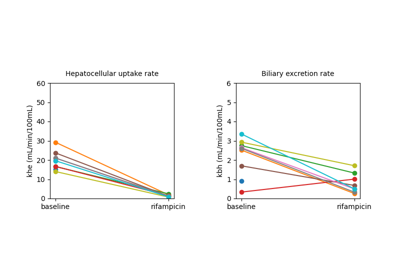 Hepatocellular uptake rate
khe (mL/min/100mL)
60
50
40
30
20
10
0
baseline
rifampicin
Biliary excretion rate
kbh (mL/min/100mL)
6
5
4
3
2
1
0
baseline
rifampicin